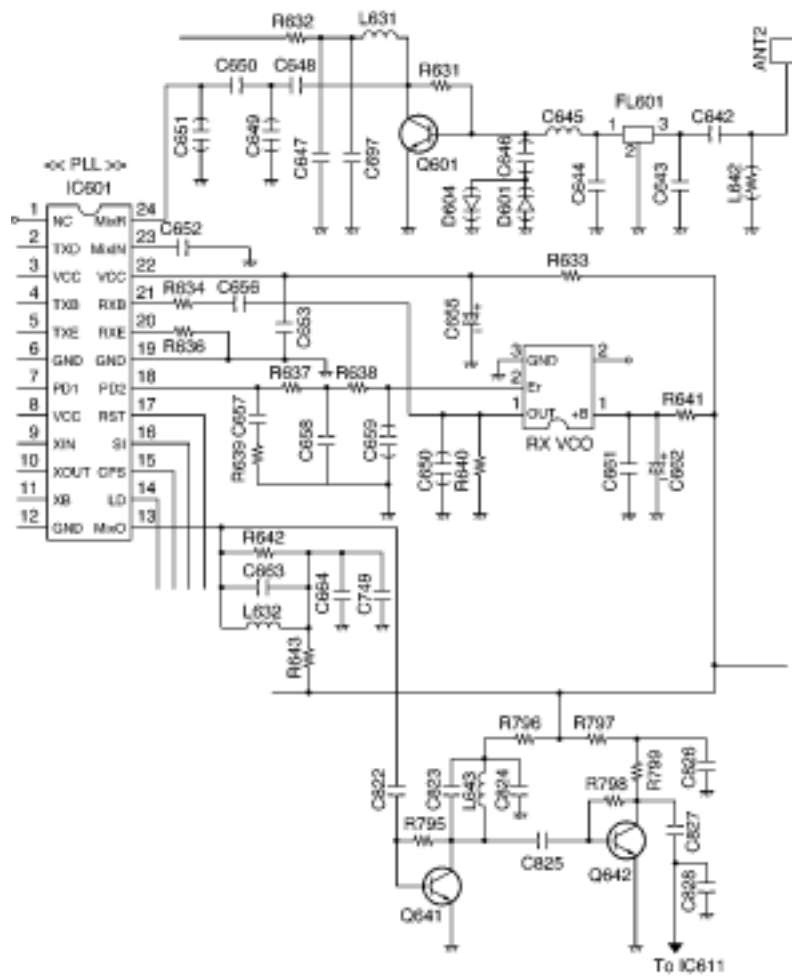 R632
L631
C650
C648
R631
C651
C649
C647
C697
Q601
C645
FL601
1
3
2
C642
ANT2
C646
D604
D601
C644
C643
L642
<< PLL >>
IC601
1 NC MixR 24
2 TXO MixIN 23
3 VCC VCC 22
4 TXB RXB 21
5 TXE RXE 20
6 GND GND 19
7 PD1 PD2 18
8 VCC RST 17
9 XIN SI 16
10 XOUT CPS 15
11 XB LD 14
12 GND MixO 13
C652
R633
R634
C656
C653
C655
R636
R637
R638
3 GND 2
2 Er
1 OUT +B 1
RX VCO
R641
C657
R639
C658
C659
C650
R640
C661
C662
R642
C663
C664
C749
L632
R643
R796
R797
C822
C823
L643
C824
R799
C826
R798
R795
C825
C827
Q642
C828
Q641
To IC611